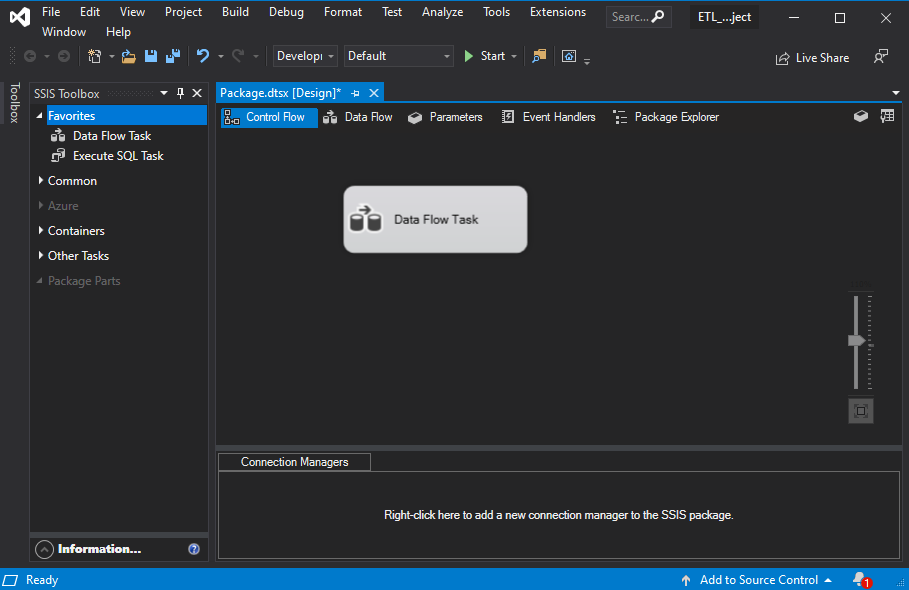 File Edit View Project Build Debug Format Test Analyze Tools Extensions Searc... ETL_...ject
Window Help
Develop Default Start Live Share
Toolbox
SSIS Toolbox
Package.dtsx [Design]*
Favorites
Control Flow Data Flow Parameters Event Handlers Package Explorer
Data Flow Task
Execute SQL Task
Common
Azure
Containers
Other Tasks
Package Parts
Data Flow Task
Connection Managers
Right-click here to add a new connection manager to the SSIS package.
Information...
Ready Add to Source Control 1